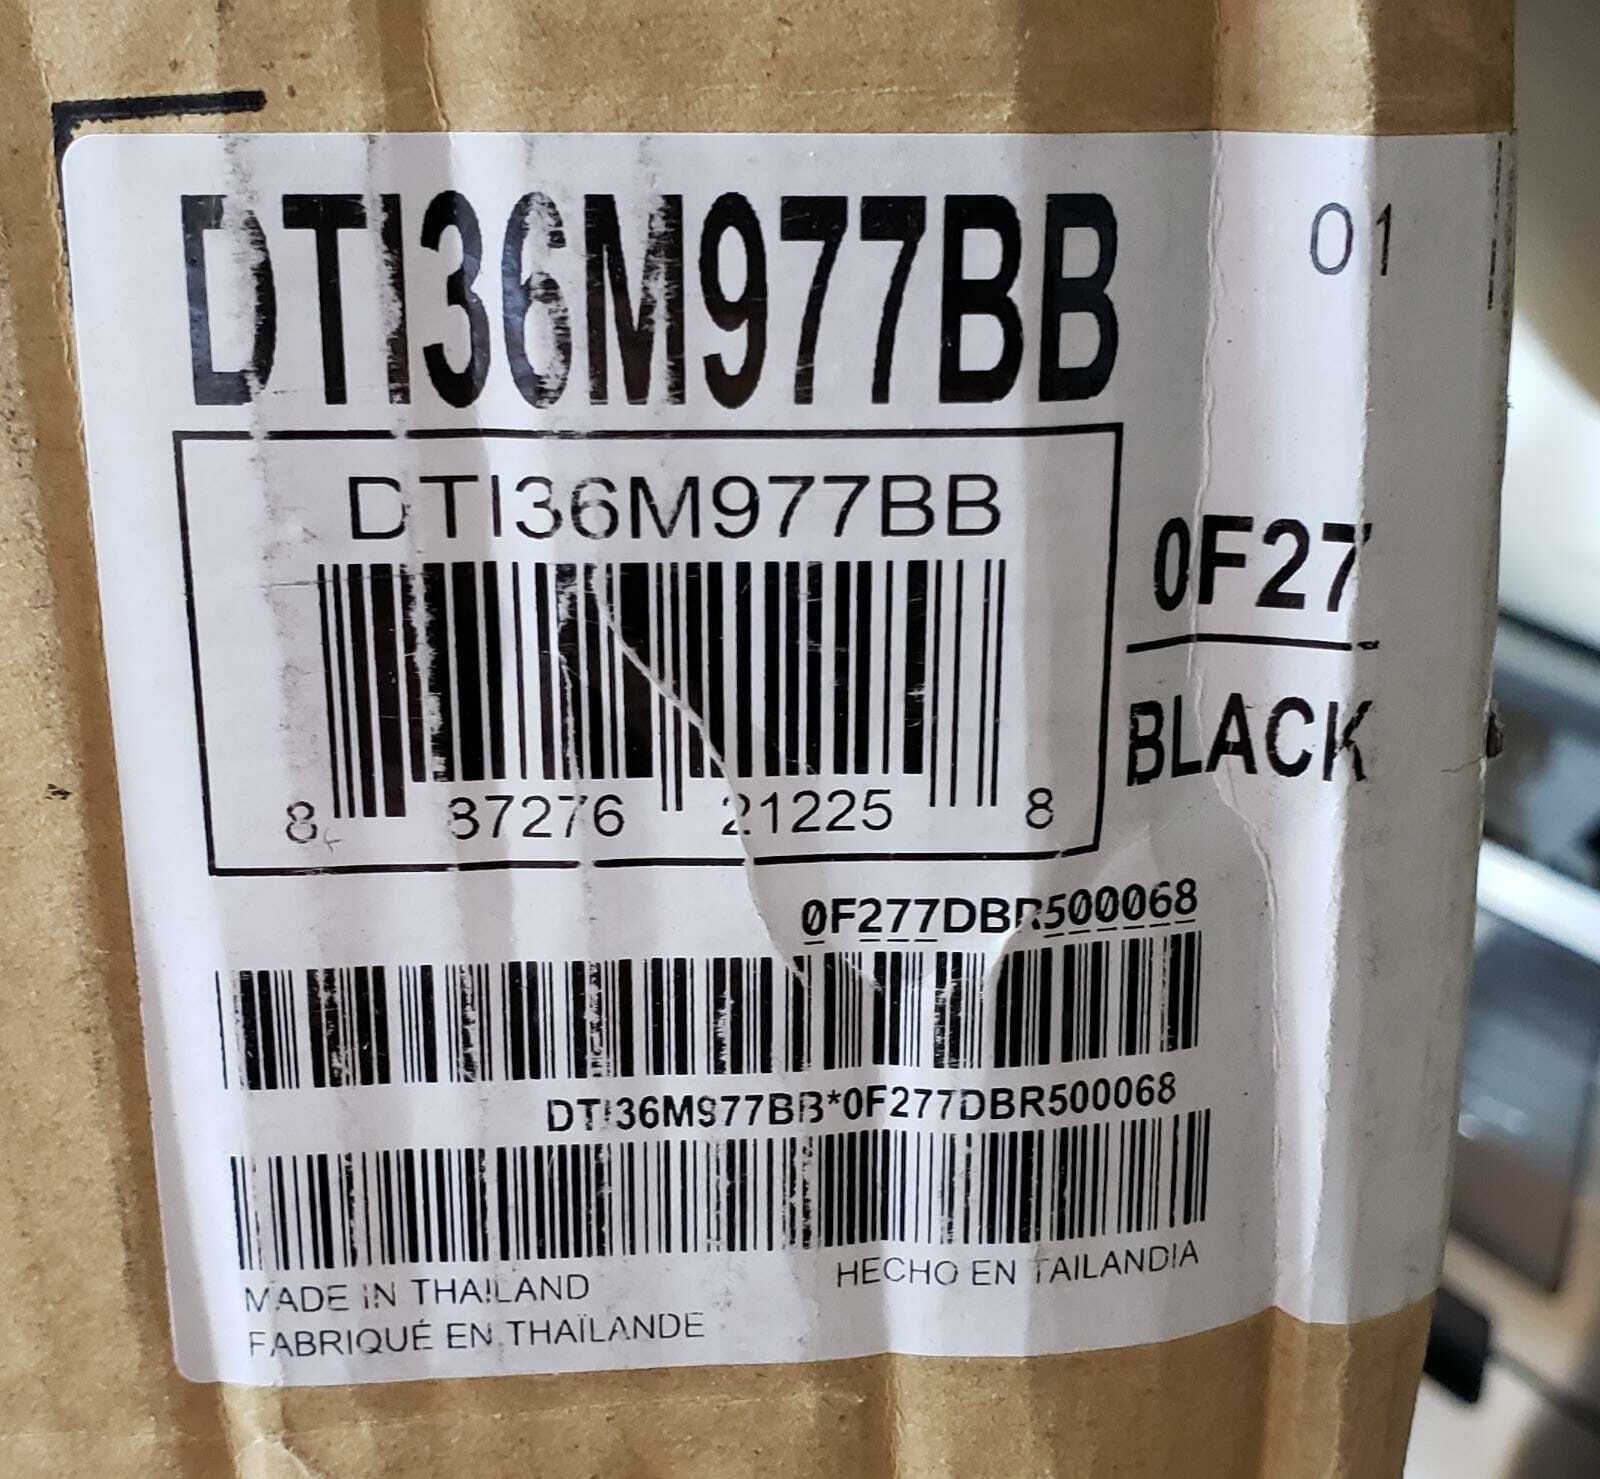 DTI36M977BB
01
DTI36M977BB
0F27
BLACK
8 87276 21225 8
0F277DBR500068
DTI36M977BB*0F277DBR500068
MADE IN THAILAND
HECHO EN TAILANDIA
FABRIQUÉ EN THAÏLANDE